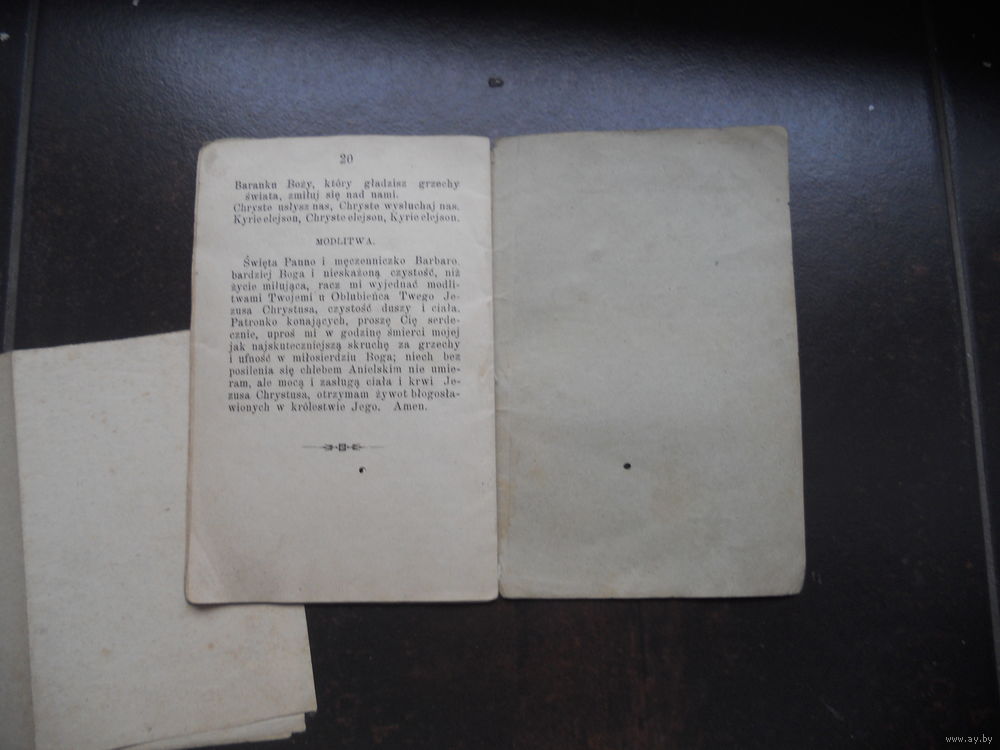 20
Baranku Boży, który gładzisz grzechy
świata, zmiłuj się nad nami.
Chryste usłysz nas, Chryste wysłuchaj nas.
Kyrie elejson, Chryste elejson, Kyrie elejson.
MODLITWA.
Święta Panno i męczenniczko Barbaro,
bardziej Boga i nieskażoną czystość, niż
życie miłująca, racz mi wyjednać modli-
twami Twojemi u Oblubieńca Twego Je-
zusa Chrystusa, czystość duszy i ciała.
Patronko konających, proszę Cię serde-
cznie, uproś mi w godzinę śmierci mojej
jak najskuteczniejszą skruchę za grzechy
i ufność w miłosierdziu Boga; niech bez
posilenia się chlebem Anielskim nie umie-
ram, ale mocą i zasługą ciała i krwi Je-
zusa Chrystusa, otrzymam żywot błogosła-
wionych w królestwie Jego. Amen.
www.ay.by